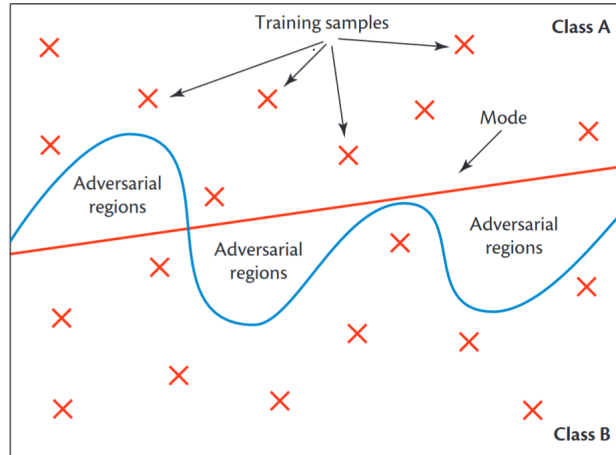 Training samples
Class A
Mode
Adversarial
regions
Adversarial
regions
Adversarial
regions
Class B